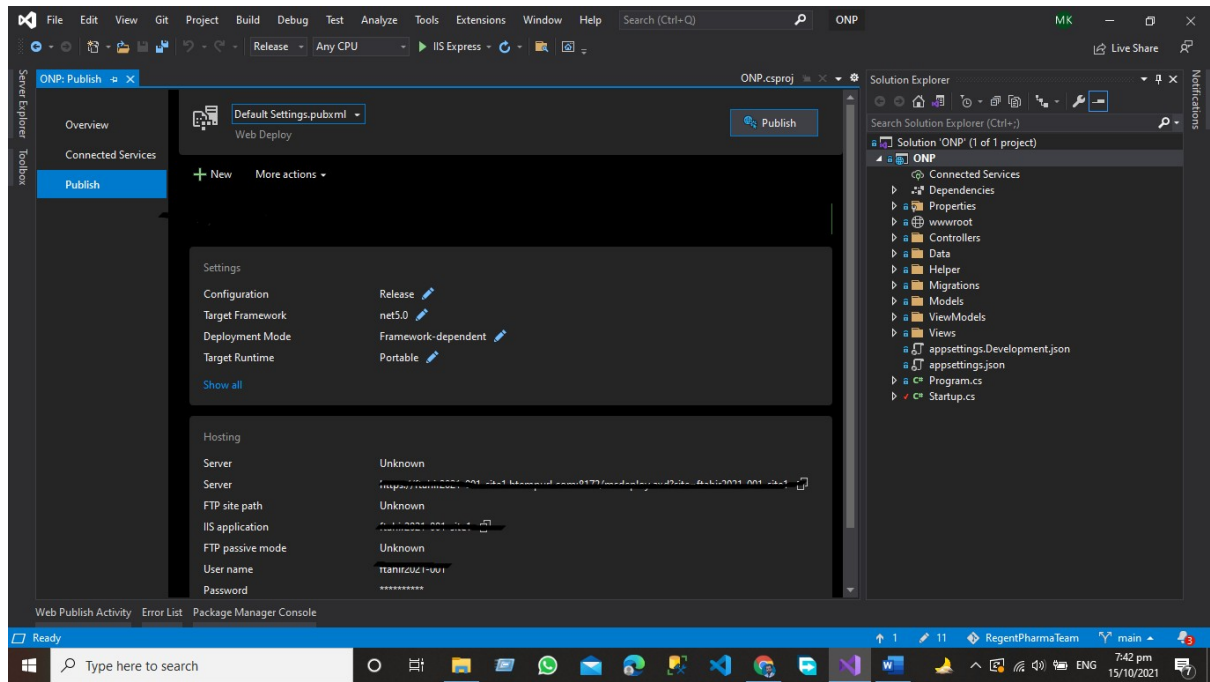 File Edit View Git Project Build Debug Test Analyze Tools Extensions Window Help Search (Ctrl+Q) ONP MK
Release Any CPU IIS Express Live Share
Server Explorer
Toolbox
ONP: Publish
ONP.csproj
Overview
Connected Services
Publish
Default Settings.pubxml
Web Deploy
Publish
New More actions
Settings
Configuration Release
Target Framework net5.0
Deployment Mode Framework-dependent
Target Runtime Portable
Show all
Hosting
Server Unknown
Server
FTP site path Unknown
IIS application
FTP passive mode Unknown
User name
Password **********
Solution Explorer
Search Solution Explorer (Ctrl+;)
Solution 'ONP' (1 of 1 project)
ONP
Connected Services
Dependencies
Properties
wwwroot
Controllers
Data
Helper
Migrations
Models
ViewModels
Views
appsettings.Development.json
appsettings.json
C# Program.cs
C# Startup.cs
Notifications
Web Publish Activity Error List Package Manager Console
Ready 1 11 RegentPharmaTeam main 3
Type here to search ENG 7:42 pm
15/10/2021 7